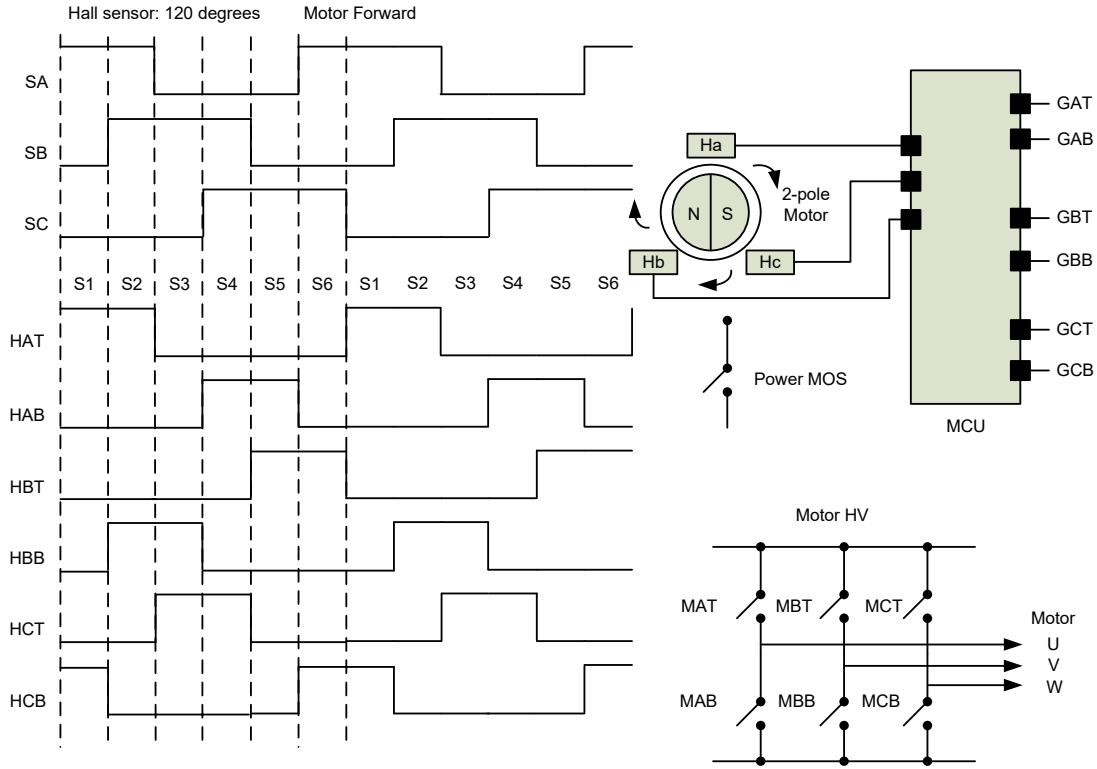 Hall sensor: 120 degrees Motor Forward
SA
SB
SC
S1 S2 S3 S4 S5 S6 S1 S2 S3 S4 S5 S6
HAT
HAB
HBT
HBB
HCT
HCB
Ha
N S
2-pole
Motor
Hb
Hc
Power MOS
GAT
GAB
GBT
GBB
GCT
GCB
MCU
Motor HV
MAT MBT MCT
Motor
U
V
W
MAB MBB MCB